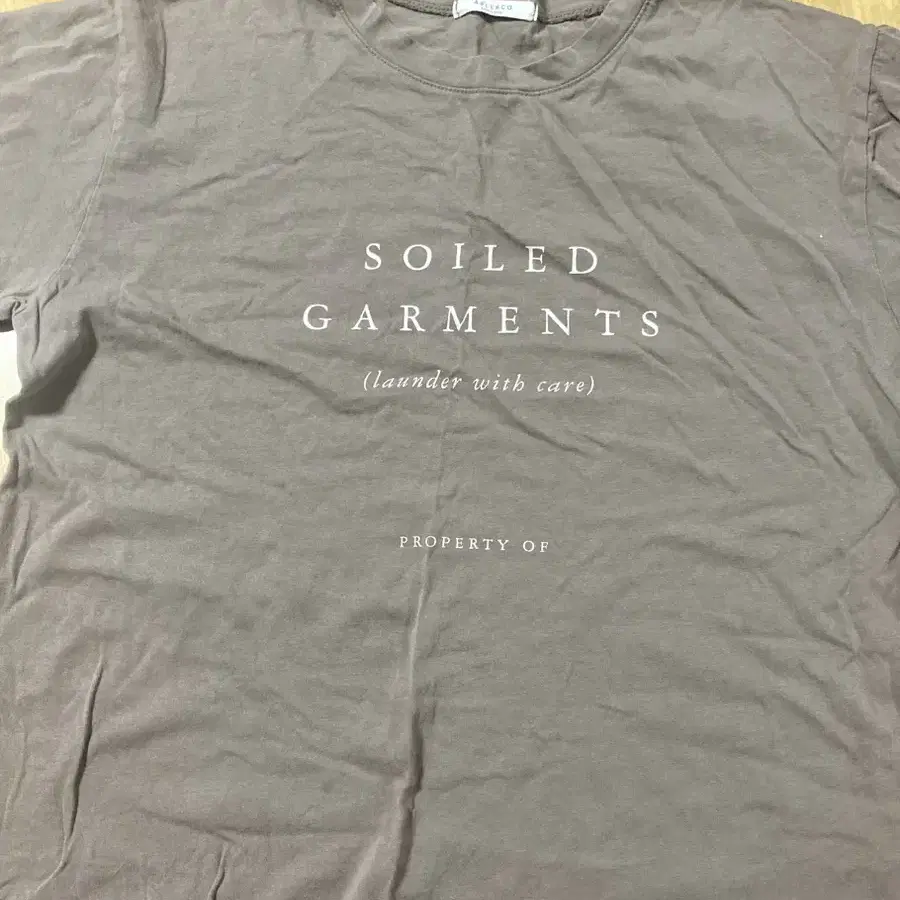 SOILED
GARMENTS
(launder with care)
PROPERTY OF